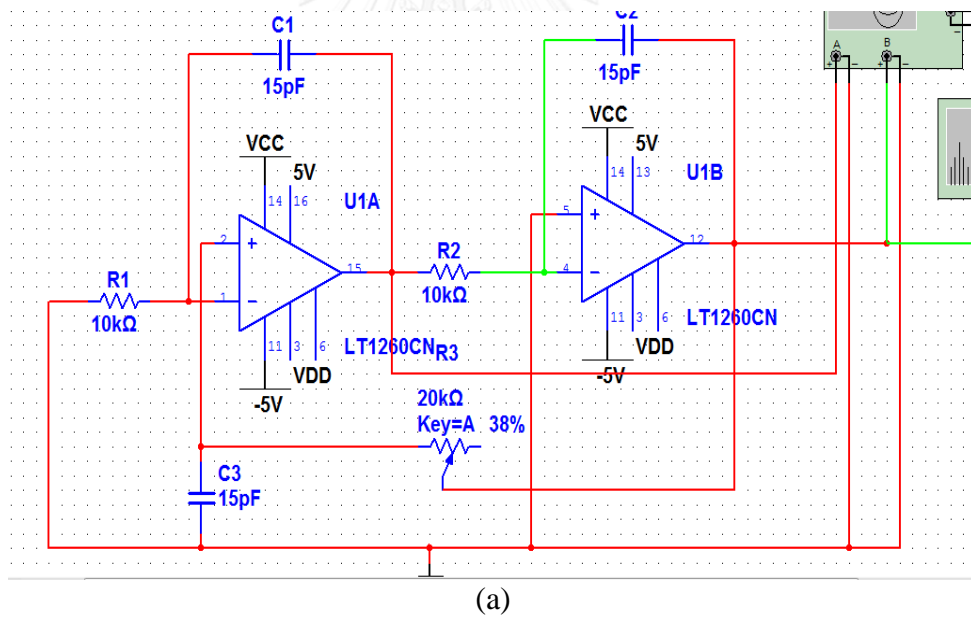 C1
15pF
C2
15pF
A
B
+
−
+
−
−
VCC
5V
14
16
U1A
2
+
15
1
−
11
3
6
LT1260CN
VDD
-5V
R1
10kΩ
R2
10kΩ
VCC
5V
14
13
U1B
5
+
12
4
−
11
3
6
LT1260CN
VDD
-5V
R3
20kΩ
Key=A 38%
C3
15pF
(a)